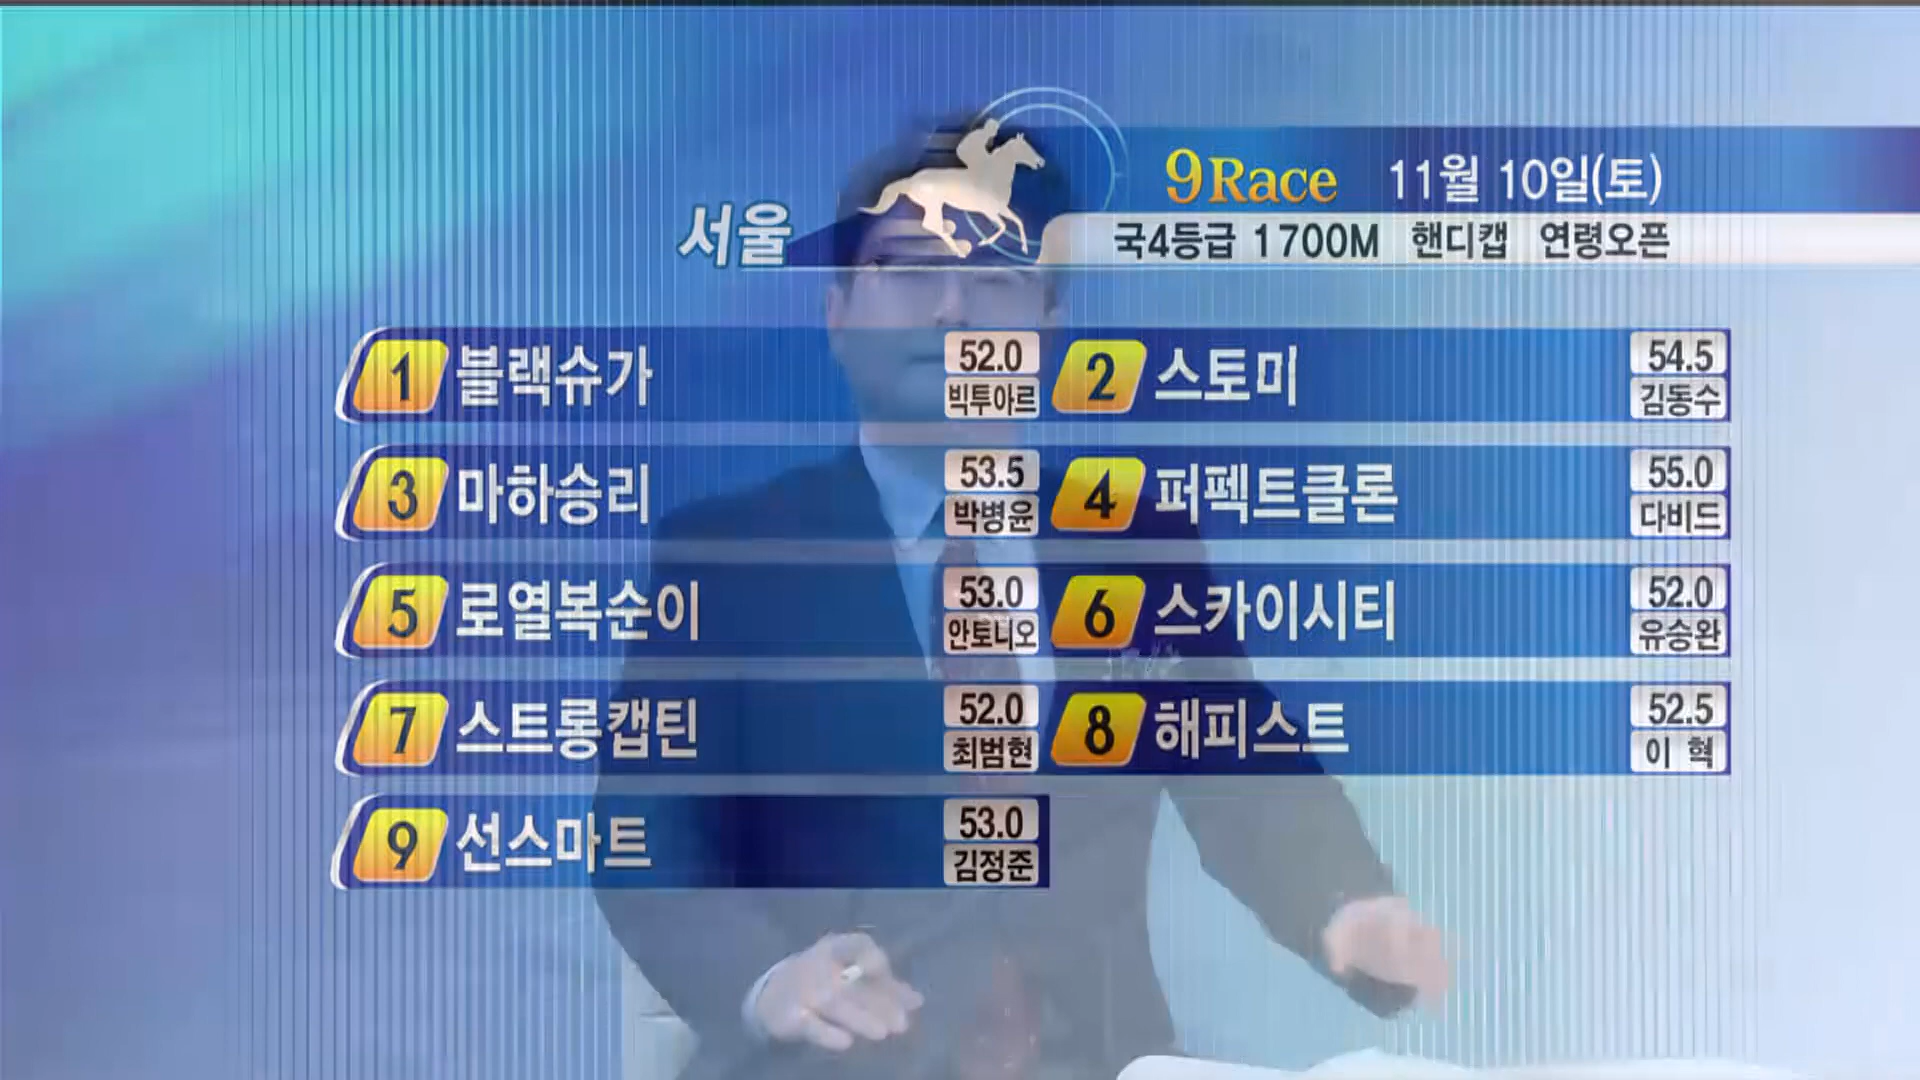 서울
9 Race 11월 10일(토)
국4등급 1700M 핸디캡 연령오픈
1 블랙슈가 52.0 빅투아르
2 스토미 54.5 김동수
3 마하승리 53.5 박병윤
4 퍼펙트클론 55.0 다비드
5 로열복순이 53.0 안토니오
6 스카이시티 52.0 유승완
7 스트롱캡틴 52.0 최범현
8 해피스트 52.5 이 혁
9 선스마트 53.0 김정준